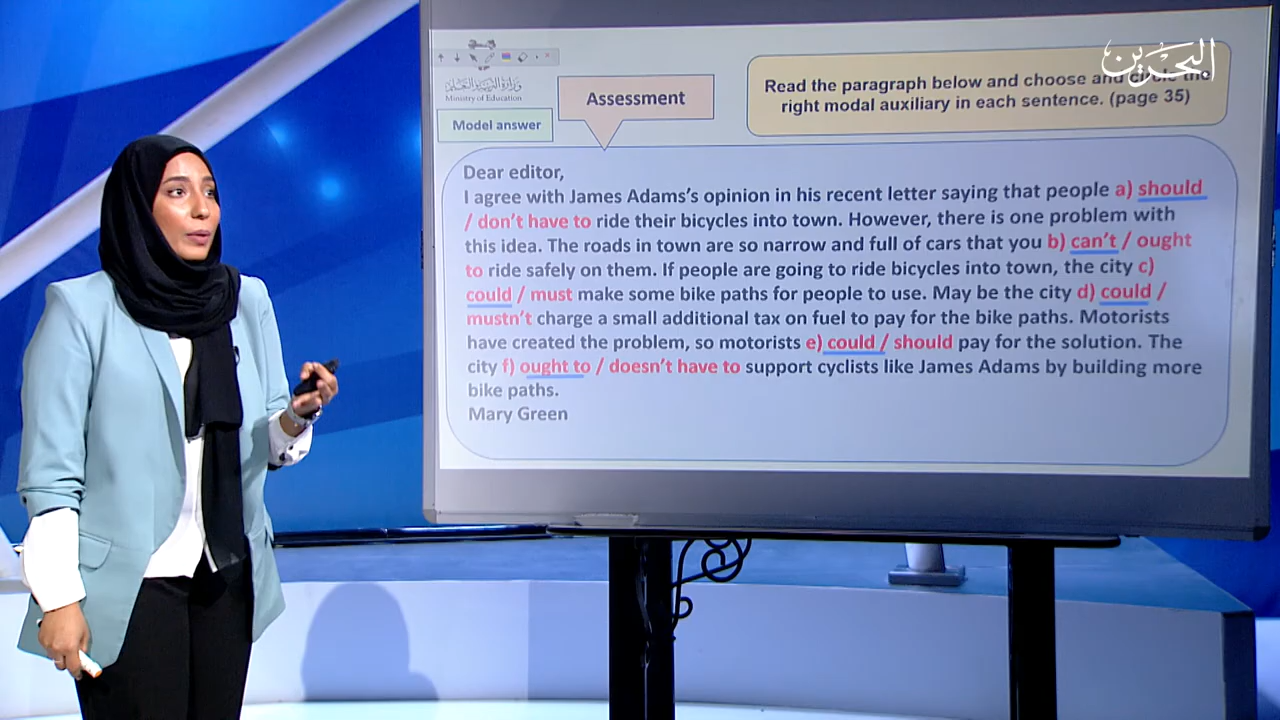 البحرين
وزارة التربية والتعليم
Ministry of Education
Model answer
Assessment
Read the paragraph below and choose and circle the
right modal auxiliary in each sentence. (page 35)
Dear editor,
I agree with James Adams’s opinion in his recent letter saying that people a) should
/ don’t have to ride their bicycles into town. However, there is one problem with
this idea. The roads in town are so narrow and full of cars that you b) can’t / ought
to ride safely on them. If people are going to ride bicycles into town, the city c)
could / must make some bike paths for people to use. May be the city d) could /
mustn’t charge a small additional tax on fuel to pay for the bike paths. Motorists
have created the problem, so motorists e) could / should pay for the solution. The
city f) ought to / doesn’t have to support cyclists like James Adams by building more
bike paths.
Mary Green